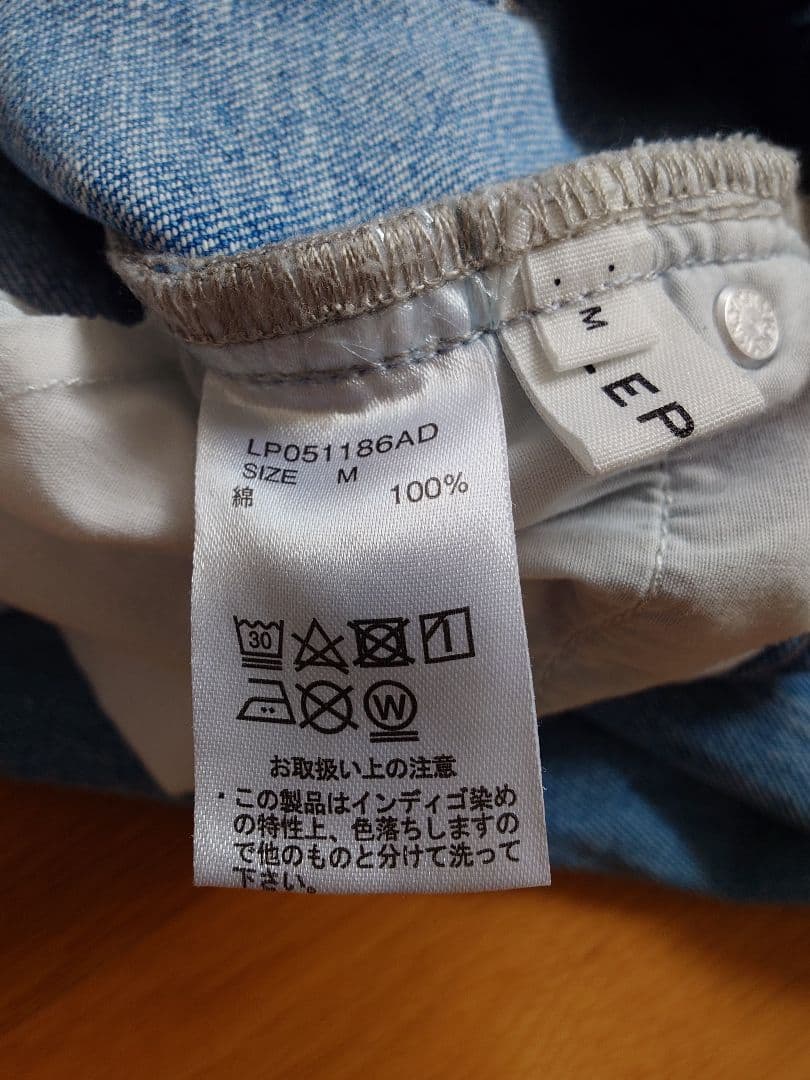 M
EP
LP051186AD
SIZE M
綿 100%
30
W
お取扱い上の注意
・この製品はインディゴ染め
の特性上、色落ちしますの
で他のものと分けて洗って
下さい。